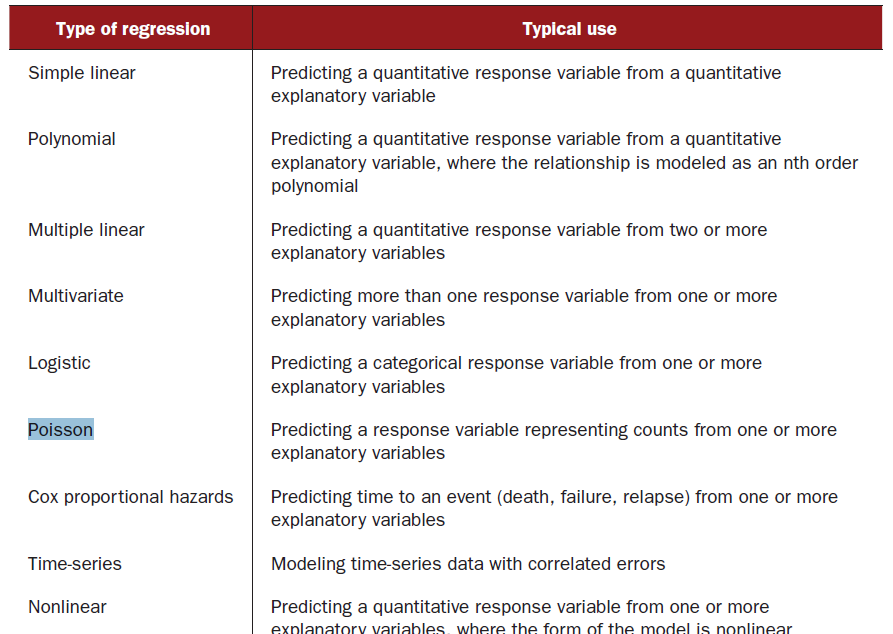 Type of regression
Typical use
Simple linear
Predicting a quantitative response variable from a quantitative
explanatory variable
Polynomial
Predicting a quantitative response variable from a quantitative
explanatory variable, where the relationship is modeled as an nth order
polynomial
Multiple linear
Predicting a quantitative response variable from two or more
explanatory variables
Multivariate
Predicting more than one response variable from one or more
explanatory variables
Logistic
Predicting a categorical response variable from one or more
explanatory variables
Poisson
Predicting a response variable representing counts from one or more
explanatory variables
Cox proportional hazards
Predicting time to an event (death, failure, relapse) from one or more
explanatory variables
Time-series
Modeling time-series data with correlated errors
Nonlinear
Predicting a quantitative response variable from one or more
explanatory variables, where the form of the model is nonlinear